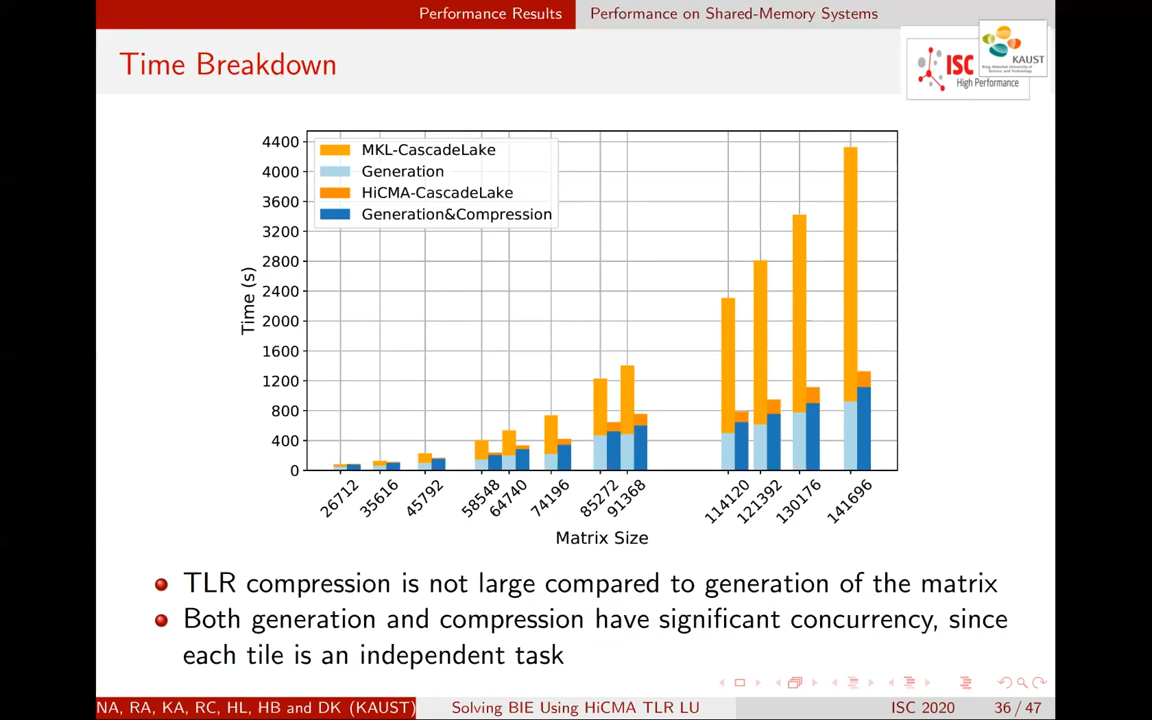 Performance Results
Performance on Shared-Memory Systems
Time Breakdown
ISC
High Performance
KAUST
4400
4000
3600
3200
2800
2400
2000
1600
1200
800
400
0
Time (s)
MKL-CascadeLake
Generation
HiCMA-CascadeLake
Generation&Compression
26712
35616
45792
58548
64740
74196
85272
91368
114120
121392
130176
141696
Matrix Size
TLR compression is not large compared to generation of the matrix
Both generation and compression have significant concurrency, since
each tile is an independent task
NA, RA, KA, RC, HL, HB and DK (KAUST)
Solving BIE Using HiCMA TLR LU
ISC 2020
36 / 47